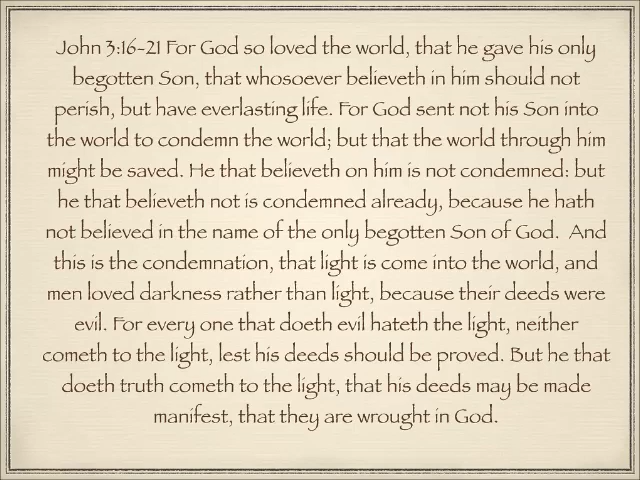 John 3:16-21 For God so loved the world, that he gave his only
begotten Son, that whosoever believeth in him should not
perish, but have everlasting life. For God sent not his Son into
the world to condemn the world; but that the world through him
might be saved. He that believeth on him is not condemned: but
he that believeth not is condemned already, because he hath
not believed in the name of the only begotten Son of God.  And
this is the condemnation, that light is come into the world, and
men loved darkness rather than light, because their deeds were
evil. For every one that doeth evil hateth the light, neither
cometh to the light, lest his deeds should be proved. But he that
doeth truth cometh to the light, that his deeds may be made
manifest, that they are wrought in God.